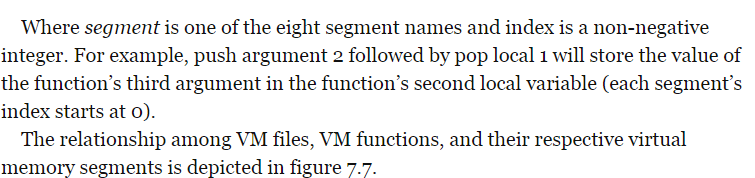 Where segment is one of the eight segment names and index is a non-negative
integer. For example, push argument 2 followed by pop local 1 will store the value of
the function’s third argument in the function’s second local variable (each segment’s
index starts at 0).
The relationship among VM files, VM functions, and their respective virtual
memory segments is depicted in figure 7.7.